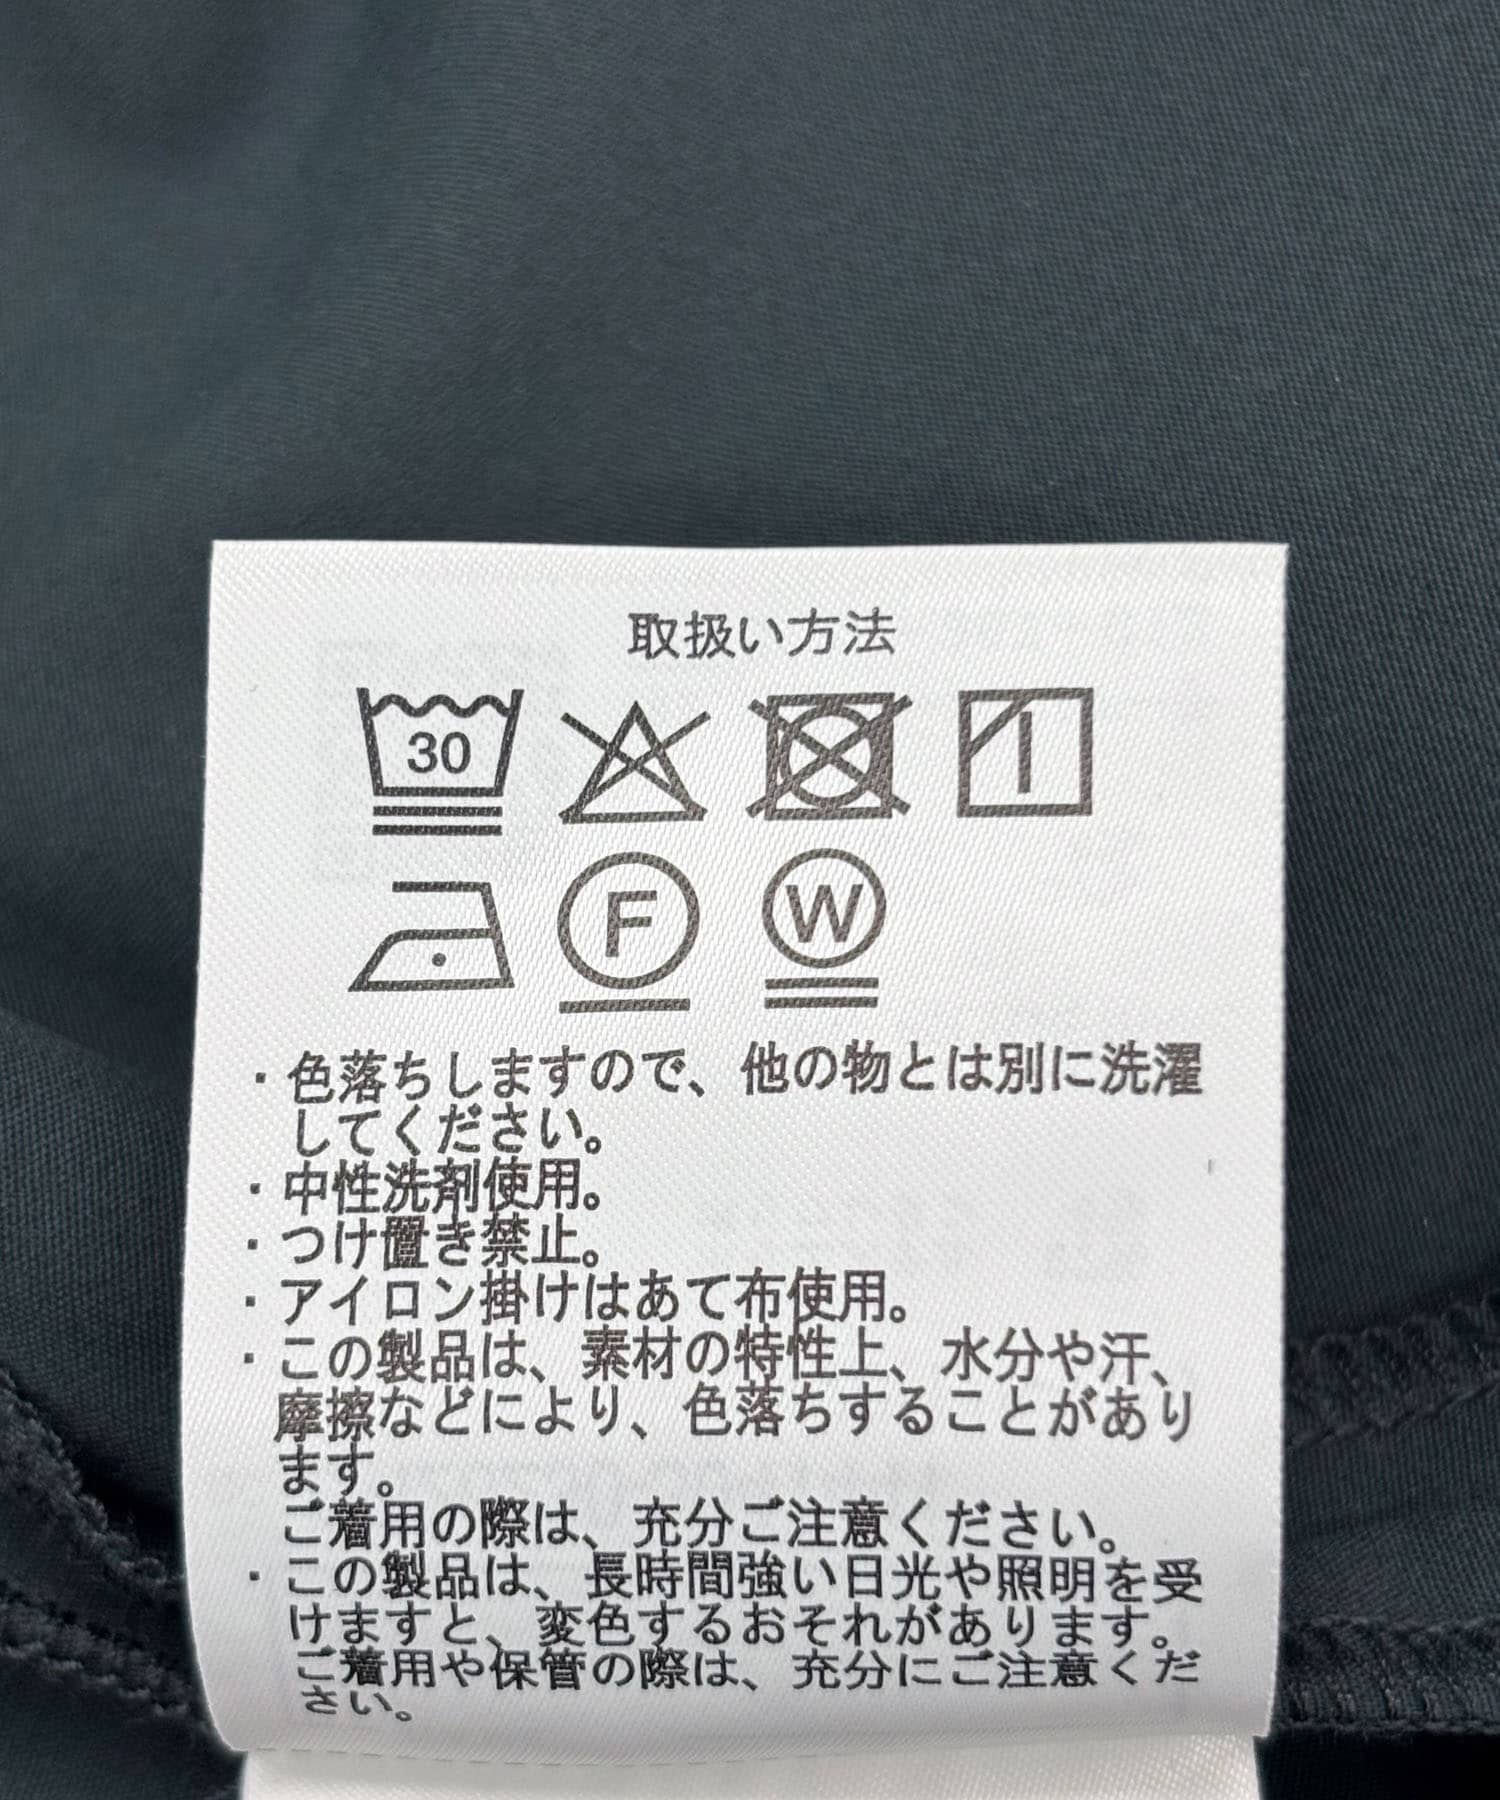 取扱い方法
30
F W
・色落ちしますので、他の物とは別に洗濯
してください。
・中性洗剤使用。
・つけ置き禁止。
・アイロン掛けはあて布使用。
・この製品は、素材の特性上、水分や汗、
摩擦などにより、色落ちすることがあり
ます。
ご着用の際は、充分ご注意ください。
・この製品は、長時間強い日光や照明を受
けますと、変色するおそれがあります。
ご着用や保管の際は、充分にご注意くだ
さい。